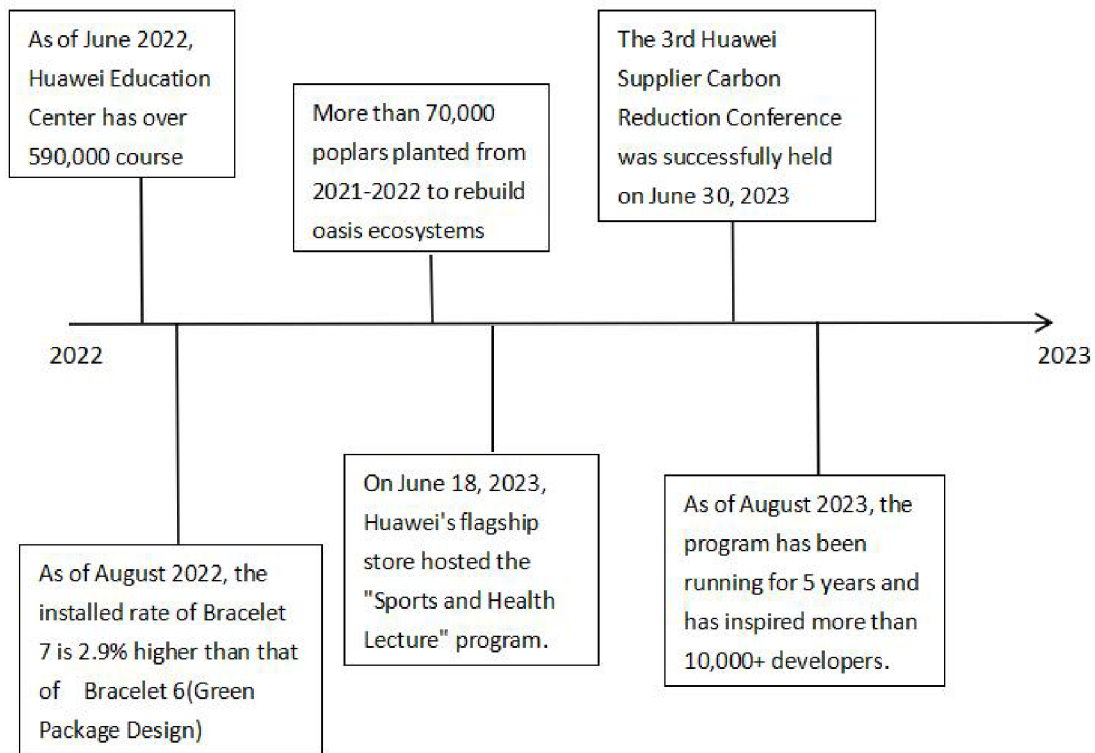 As of June 2022,
Huawei Education
Center has over
590,000 course
More than 70,000
poplars planted from
2021-2022 to rebuild
oasis ecosystems
The 3rd Huawei
Supplier Carbon
Reduction Conference
was successfully held
on June 30, 2023
2022
2023
As of August 2022, the
installed rate of Bracelet
7 is 2.9% higher than that
of Bracelet 6(Green
Package Design)
On June 18, 2023,
Huawei's flagship
store hosted the
"Sports and Health
Lecture" program.
As of August 2023, the
program has been
running for 5 years and
has inspired more than
10,000+ developers.